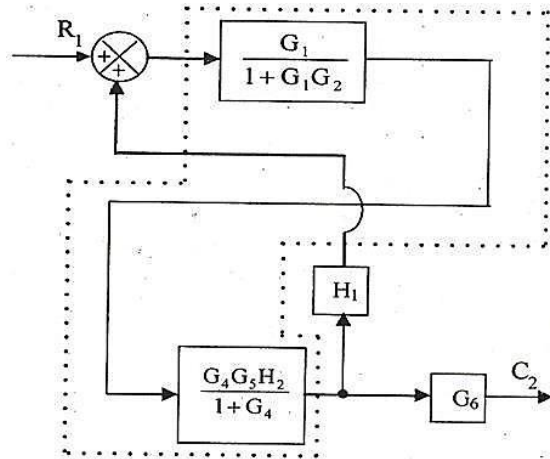 R₁
+
+
G₁
1 + G₁G₂
H₁
G₄G₅H₂
1 + G₄
G₆
C₂